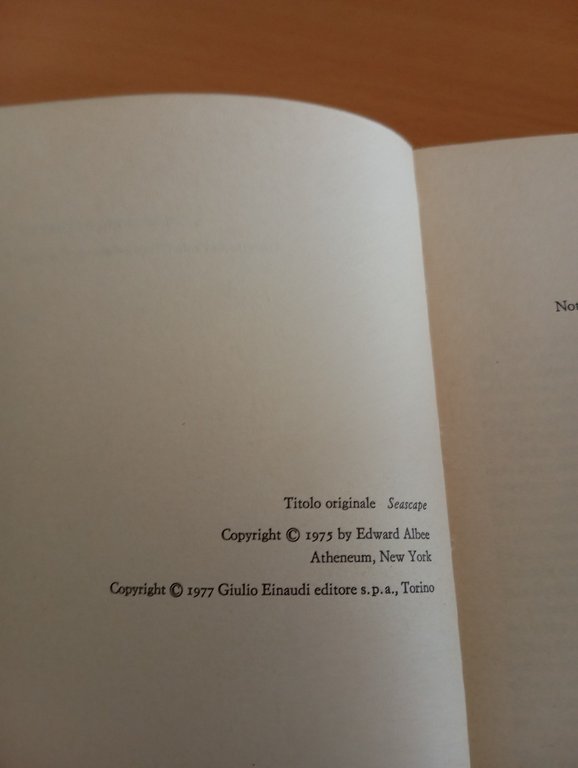 Titolo originale Seascape
Copyright © 1975 by Edward Albee
Atheneum, New York
Copyright © 1977 Giulio Einaudi editore s.p.a., Torino